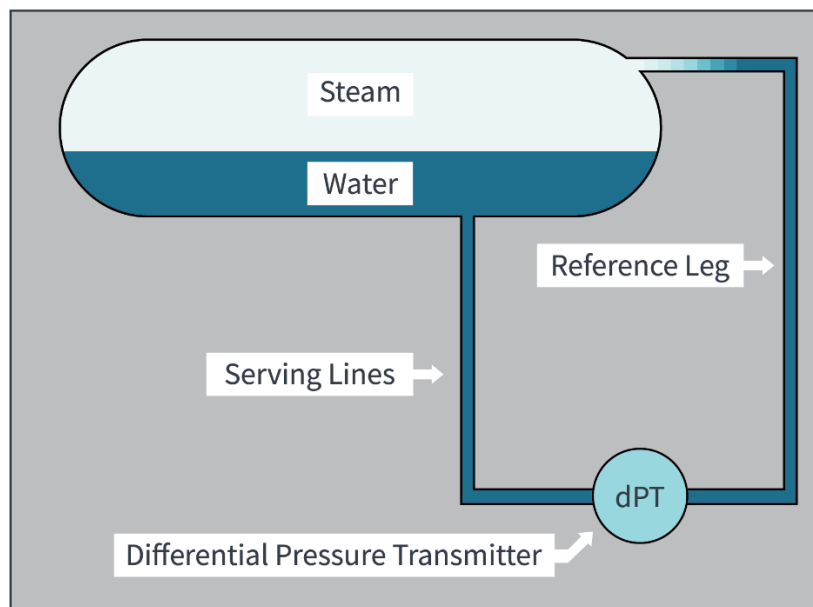 Steam
Water
Reference Leg
Serving Lines
dPT
Differential Pressure Transmitter